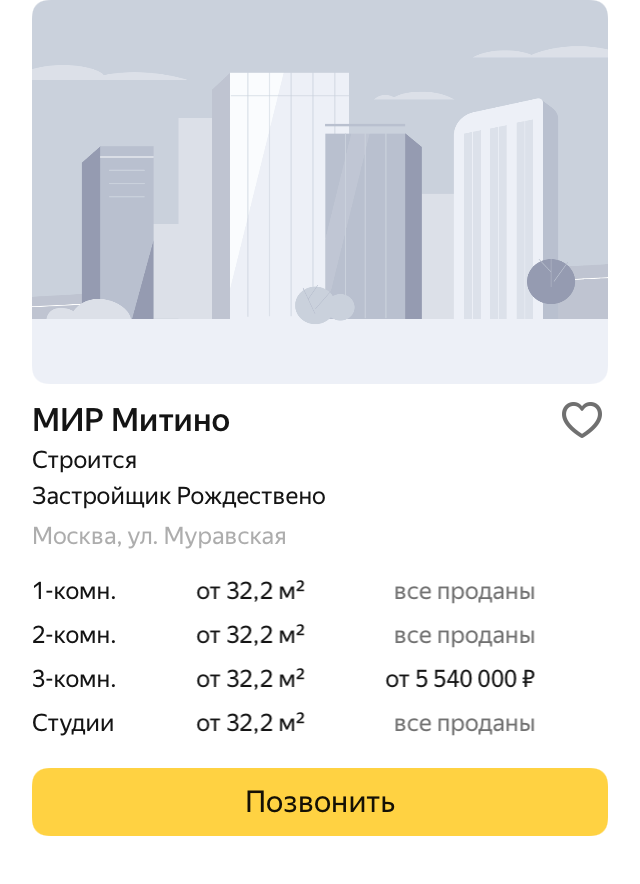 МИР Митино
Строится
Застройщик Рождествено
Москва, ул. Муравская
1-комн. от 32,2 м² все проданы
2-комн. от 32,2 м² все проданы
3-комн. от 32,2 м² от 5 540 000 ₽
Студии от 32,2 м² все проданы
Позвонить